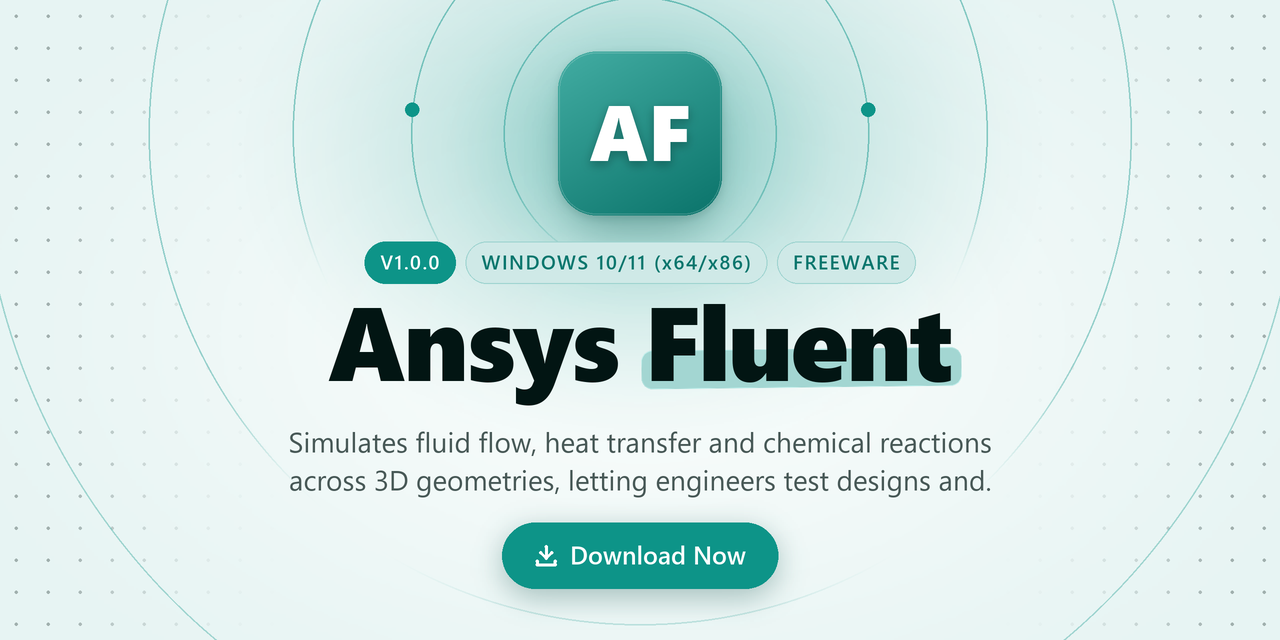 AF
V1.0.0 WINDOWS 10/11 (x64/x86) FREEWARE
Ansys Fluent
Simulates fluid flow, heat transfer and chemical reactions
across 3D geometries, letting engineers test designs and.
Download Now